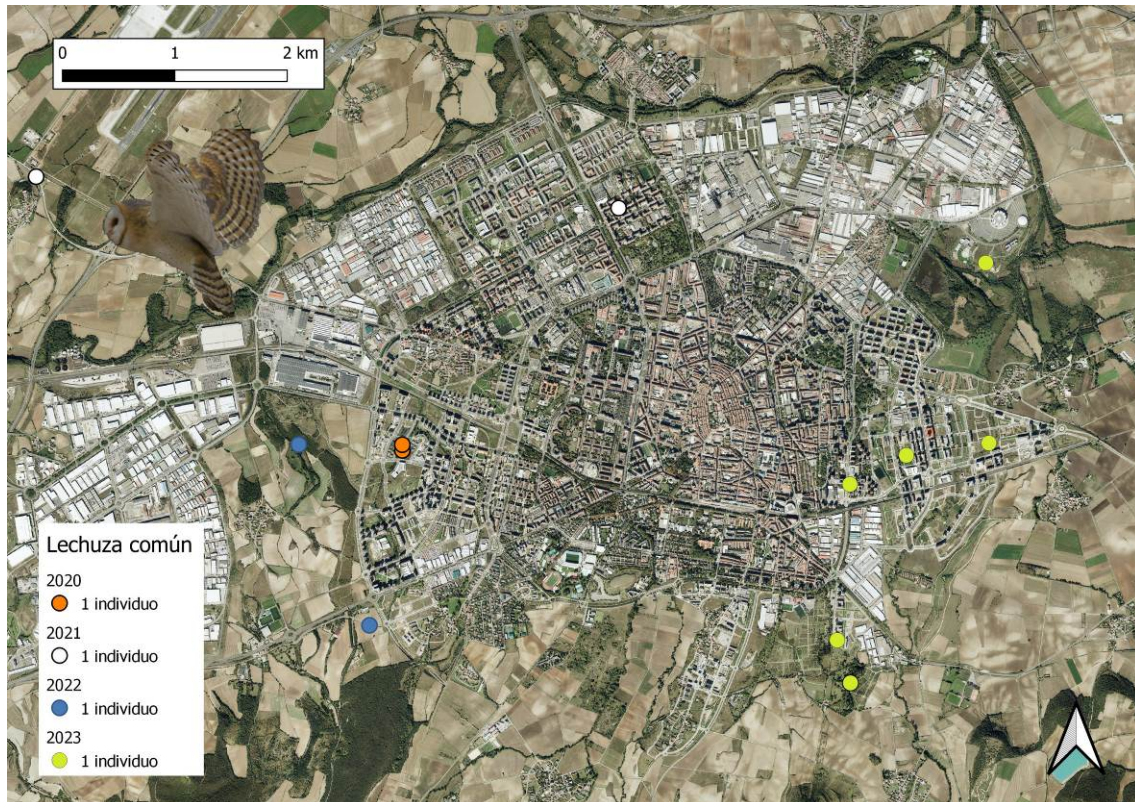 0 1 2 km
Lechuza común
2020
1 individuo
2021
1 individuo
2022
1 individuo
2023
1 individuo